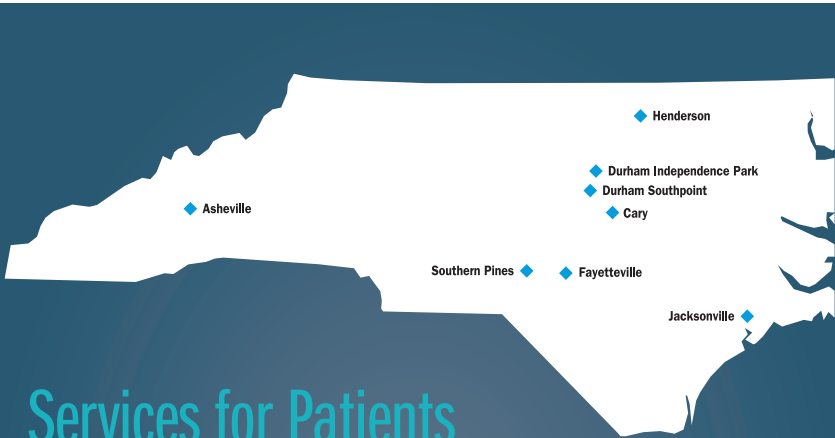 Henderson
Durham Independence Park
Durham Southpoint
Asheville
Cary
Southern Pines
Fayetteville
Jacksonville
Services for Patients